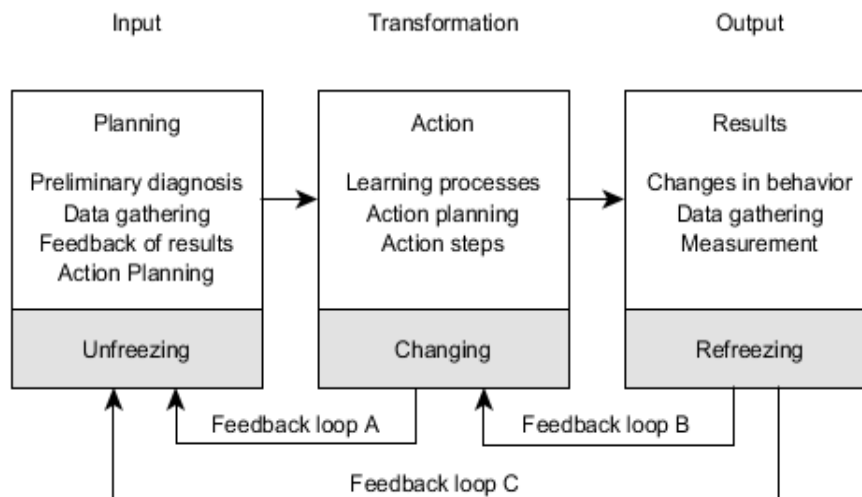 Input
Transformation
Output
Planning
Preliminary diagnosis
Data gathering
Feedback of results
Action Planning
Unfreezing
Action
Learning processes
Action planning
Action steps
Changing
Results
Changes in behavior
Data gathering
Measurement
Refreezing
Feedback loop A
Feedback loop B
Feedback loop C